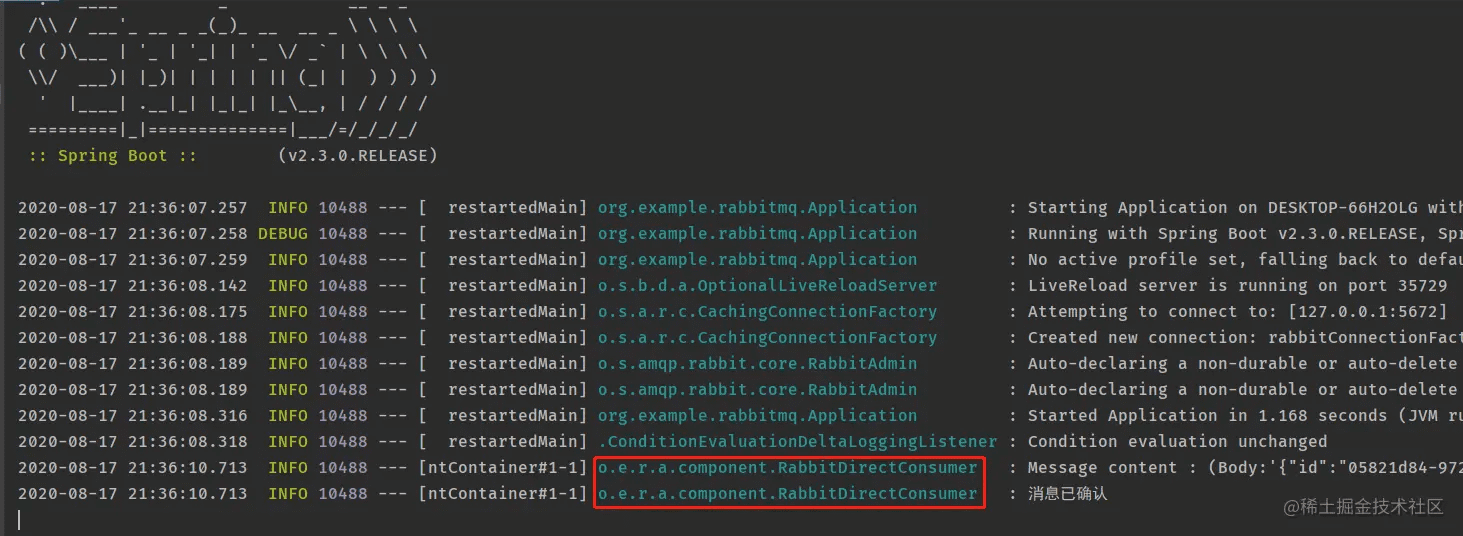 :: Spring Boot ::        (v2.3.0.RELEASE)
2020-08-17 21:36:07.257  INFO 10488 --- [  restartedMain] org.example.rabbitmq.Application         : Starting Application on DESKTOP-66H2OLG with
2020-08-17 21:36:07.258 DEBUG 10488 --- [  restartedMain] org.example.rabbitmq.Application         : Running with Spring Boot v2.3.0.RELEASE, Spr
2020-08-17 21:36:07.259  INFO 10488 --- [  restartedMain] org.example.rabbitmq.Application         : No active profile set, falling back to defau
2020-08-17 21:36:08.142  INFO 10488 --- [  restartedMain] o.s.b.d.a.OptionalLiveReloadServer       : LiveReload server is running on port 35729
2020-08-17 21:36:08.175  INFO 10488 --- [  restartedMain] o.s.a.r.c.CachingConnectionFactory       : Attempting to connect to: [127.0.0.1:5672]
2020-08-17 21:36:08.188  INFO 10488 --- [  restartedMain] o.s.a.r.c.CachingConnectionFactory       : Created new connection: rabbitConnectionFact
2020-08-17 21:36:08.189  INFO 10488 --- [  restartedMain] o.s.amqp.rabbit.core.RabbitAdmin         : Auto-declaring a non-durable or auto-delete
2020-08-17 21:36:08.189  INFO 10488 --- [  restartedMain] o.s.amqp.rabbit.core.RabbitAdmin         : Auto-declaring a non-durable or auto-delete
2020-08-17 21:36:08.316  INFO 10488 --- [  restartedMain] org.example.rabbitmq.Application         : Started Application in 1.168 seconds (JVM ru
2020-08-17 21:36:08.318  INFO 10488 --- [  restartedMain] .ConditionEvaluationDeltaLoggingListener : Condition evaluation unchanged
2020-08-17 21:36:10.713  INFO 10488 --- [ntContainer#1-1] o.e.r.a.component.RabbitDirectConsumer   : Message content : (Body:'{"id":"05821d84-972
2020-08-17 21:36:10.713  INFO 10488 --- [ntContainer#1-1] o.e.r.a.component.RabbitDirectConsumer   : 消息已确认
@稀土掘金技术社区